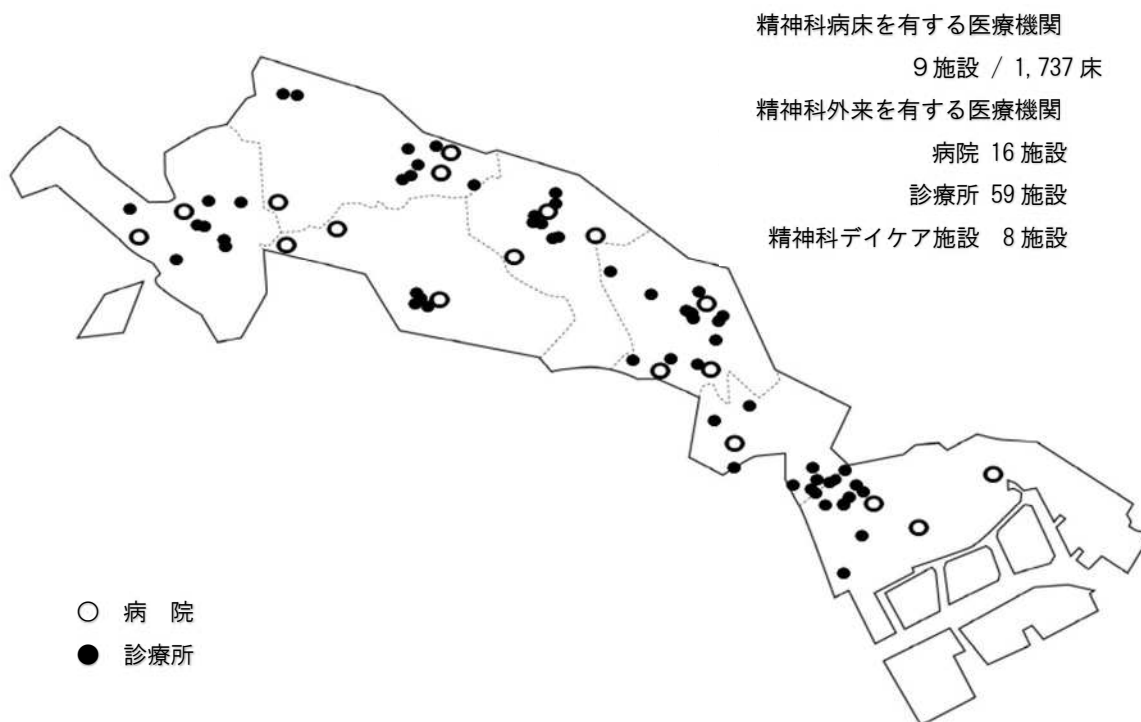 精神科病床を有する医療機関
9施設 / 1,737床
精神科外来を有する医療機関
病院 16施設
診療所 59施設
精神科デイケア施設 8施設
○ 病 院
● 診療所